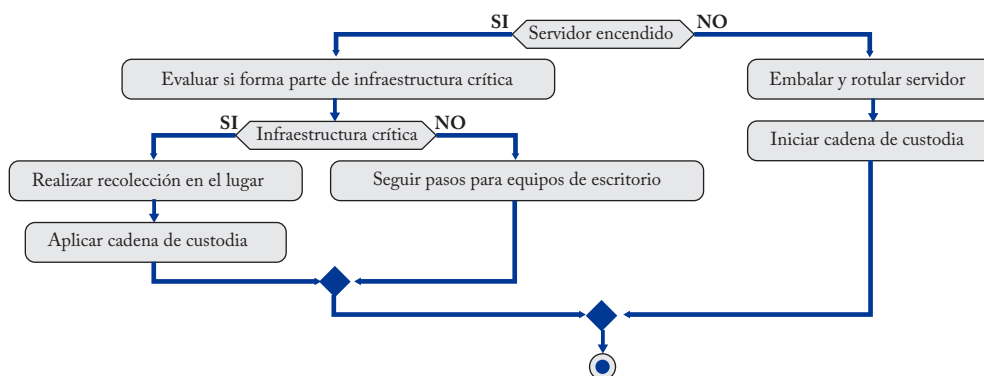 SI
Servidor encendido
NO
Evaluar si forma parte de infraestructura crítica
Embalar y rotular servidor
SI
Infraestructura crítica
NO
Iniciar cadena de custodia
Realizar recolección en el lugar
Seguir pasos para equipos de escritorio
Aplicar cadena de custodia